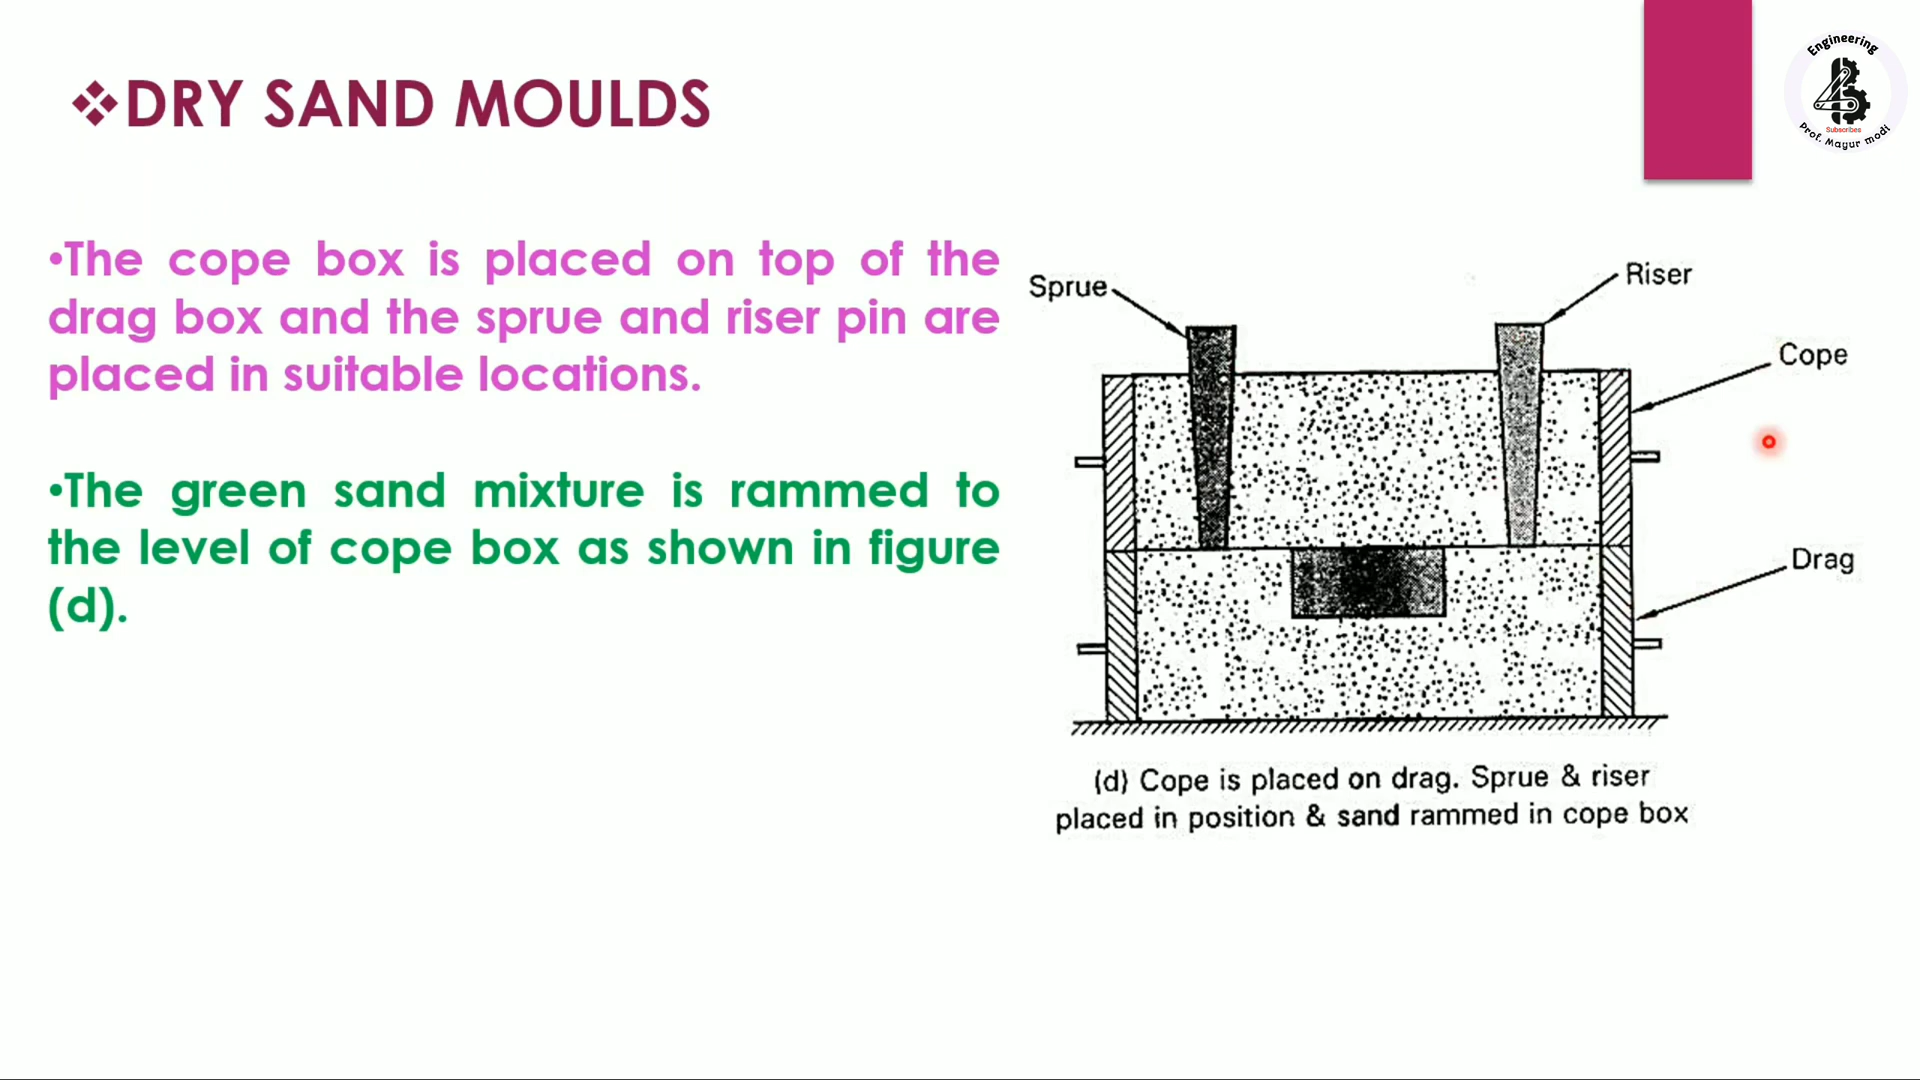 ❖DRY SAND MOULDS
Engineering
Subscribes
Prof. Mayur modi
•The cope box is placed on top of the
drag box and the sprue and riser pin are
placed in suitable locations.
•The green sand mixture is rammed to
the level of cope box as shown in figure
(d).
Sprue
Riser
Cope
Drag
(d) Cope is placed on drag. Sprue & riser
placed in position & sand rammed in cope box